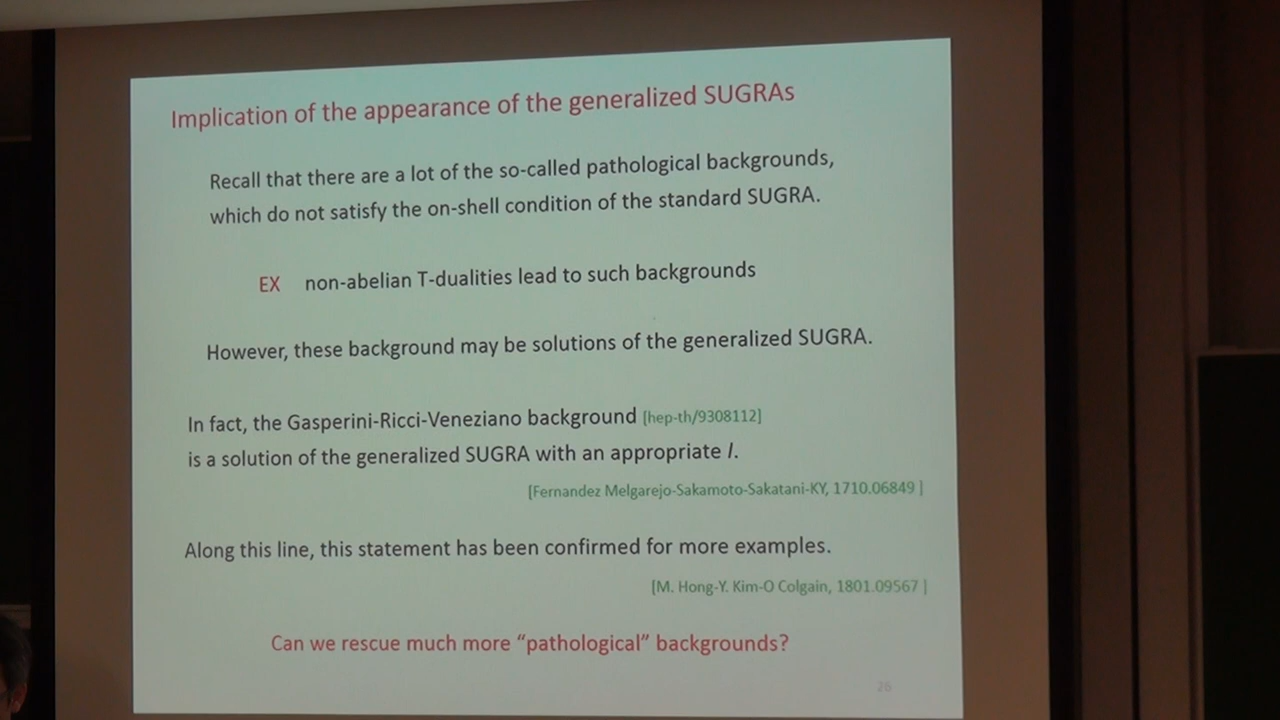 Implication of the appearance of the generalized SUGRAs
Recall that there are a lot of the so-called pathological backgrounds,
which do not satisfy the on-shell condition of the standard SUGRA.
EX non-abelian T-dualities lead to such backgrounds
However, these background may be solutions of the generalized SUGRA.
In fact, the Gasperini-Ricci-Veneziano background [hep-th/9308112]
is a solution of the generalized SUGRA with an appropriate I.
[Fernandez Melgarejo-Sakamoto-Sakatani-KY, 1710.06849 ]
Along this line, this statement has been confirmed for more examples.
[M. Hong-Y. Kim-O Colgain, 1801.09567 ]
Can we rescue much more “pathological” backgrounds?
26